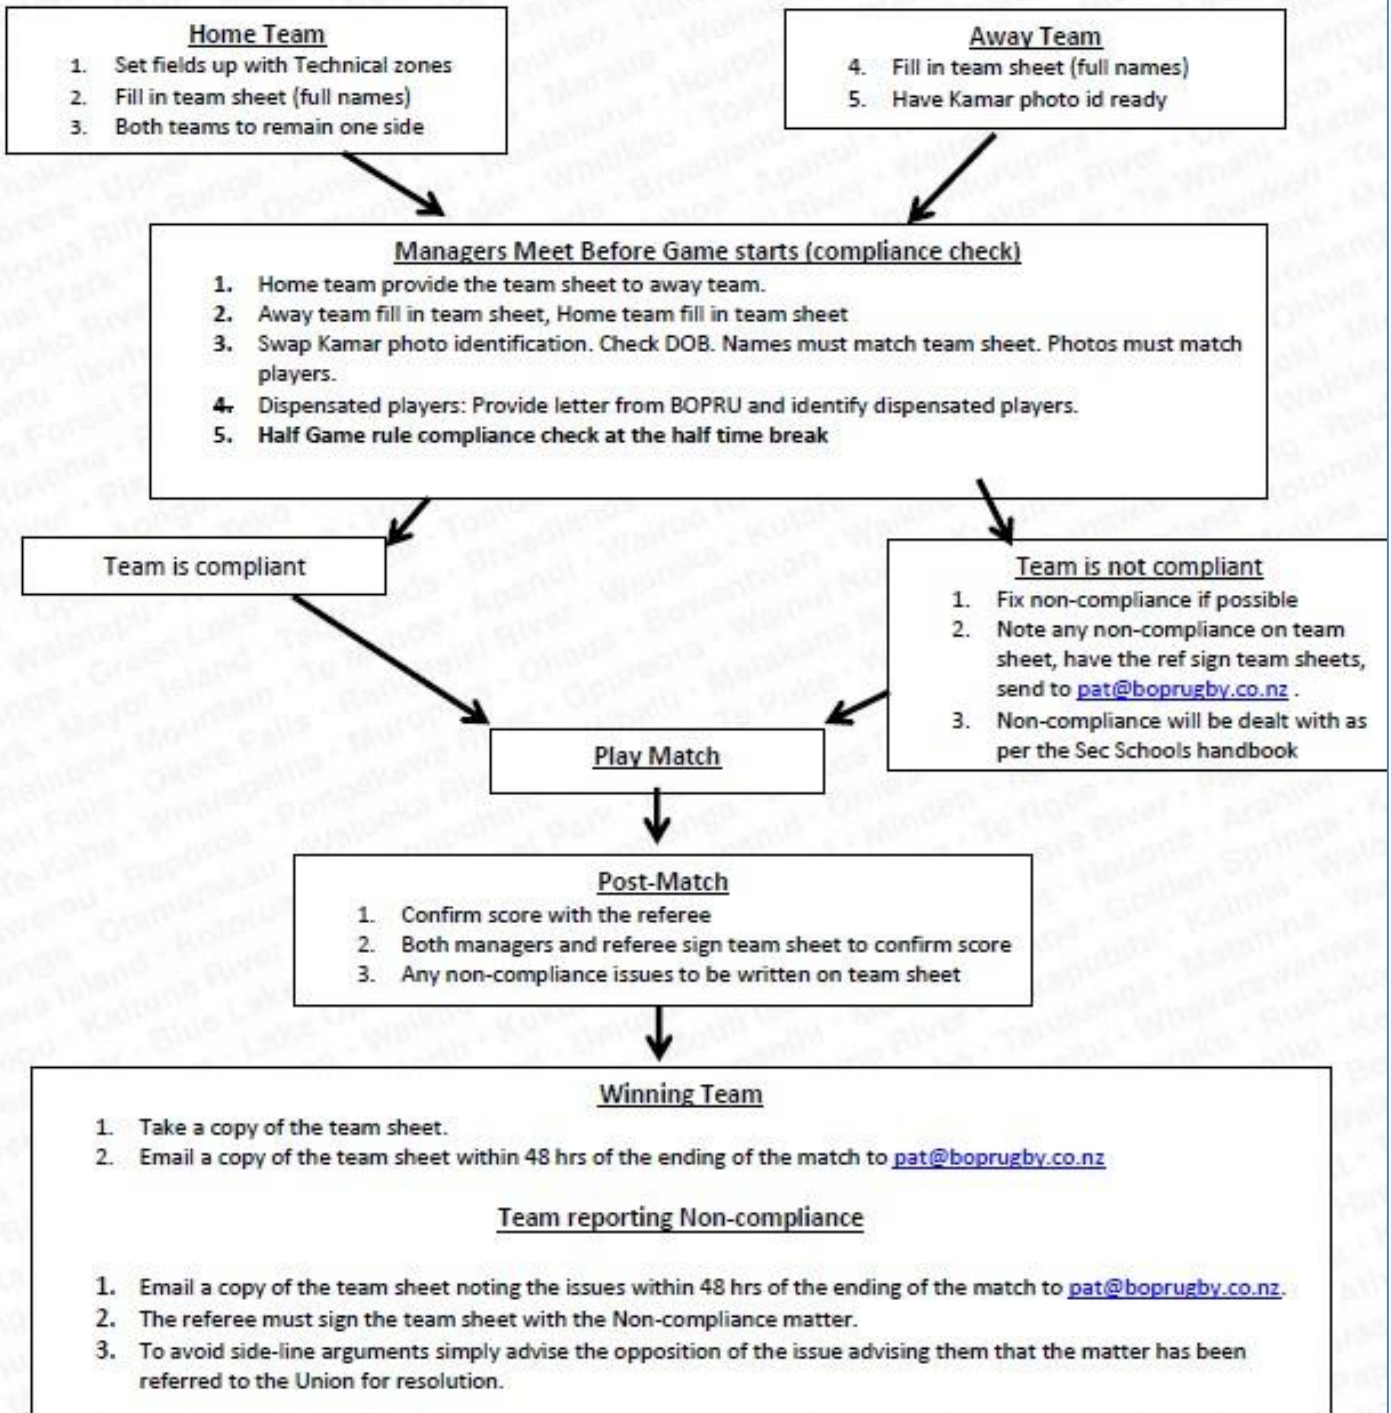 Home Team
1. Set fields up with Technical zones
2. Fill in team sheet (full names)
3. Both teams to remain one side
Away Team
4. Fill in team sheet (full names)
5. Have Kamar photo id ready
Managers Meet Before Game starts (compliance check)
1. Home team provide the team sheet to away team.
2. Away team fill in team sheet, Home team fill in team sheet
3. Swap Kamar photo identification. Check DOB. Names must match team sheet. Photos must match
players.
4. Dispensated players: Provide letter from BOPRU and identify dispensated players.
5. Half Game rule compliance check at the half time break
Team is compliant
Team is not compliant
1. Fix non-compliance if possible
2. Note any non-compliance on team
sheet, have the ref sign team sheets,
send to pat@boprugby.co.nz .
3. Non-compliance will be dealt with as
per the Sec Schools handbook
Play Match
Post-Match
1. Confirm score with the referee
2. Both managers and referee sign team sheet to confirm score
3. Any non-compliance issues to be written on team sheet
Winning Team
1. Take a copy of the team sheet.
2. Email a copy of the team sheet within 48 hrs of the ending of the match to pat@boprugby.co.nz
Team reporting Non-compliance
1. Email a copy of the team sheet noting the issues within 48 hrs of the ending of the match to pat@boprugby.co.nz.
2. The referee must sign the team sheet with the Non-compliance matter.
3. To avoid side-line arguments simply advise the opposition of the issue advising them that the matter has been
referred to the Union for resolution.